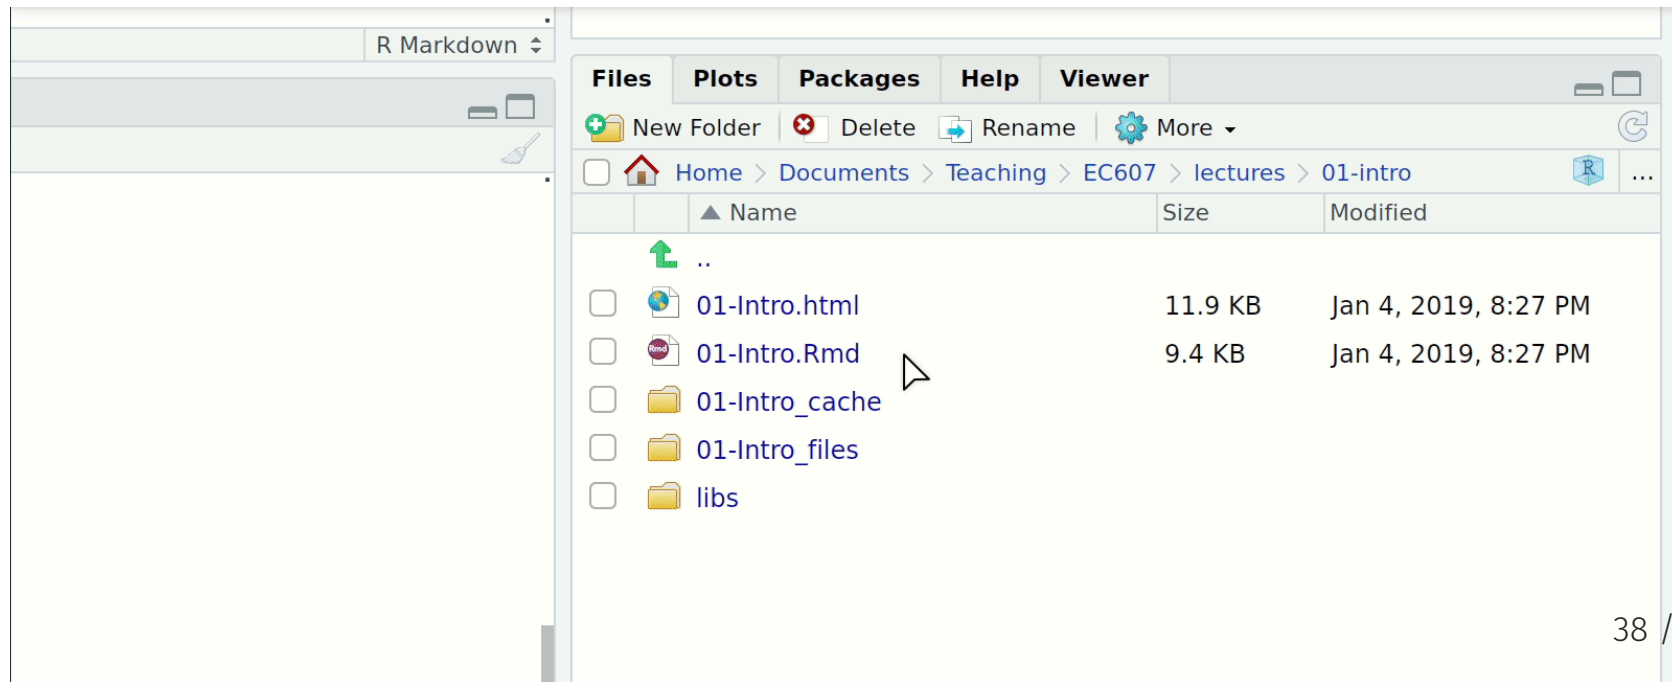 R Markdown
Files Plots Packages Help Viewer
New Folder Delete Rename More
Home > Documents > Teaching > EC607 > lectures > 01-intro R ...
Name Size Modified
..
01-Intro.html 11.9 KB Jan 4, 2019, 8:27 PM
Rmd 01-Intro.Rmd 9.4 KB Jan 4, 2019, 8:27 PM
01-Intro_cache
01-Intro_files
libs
38 /